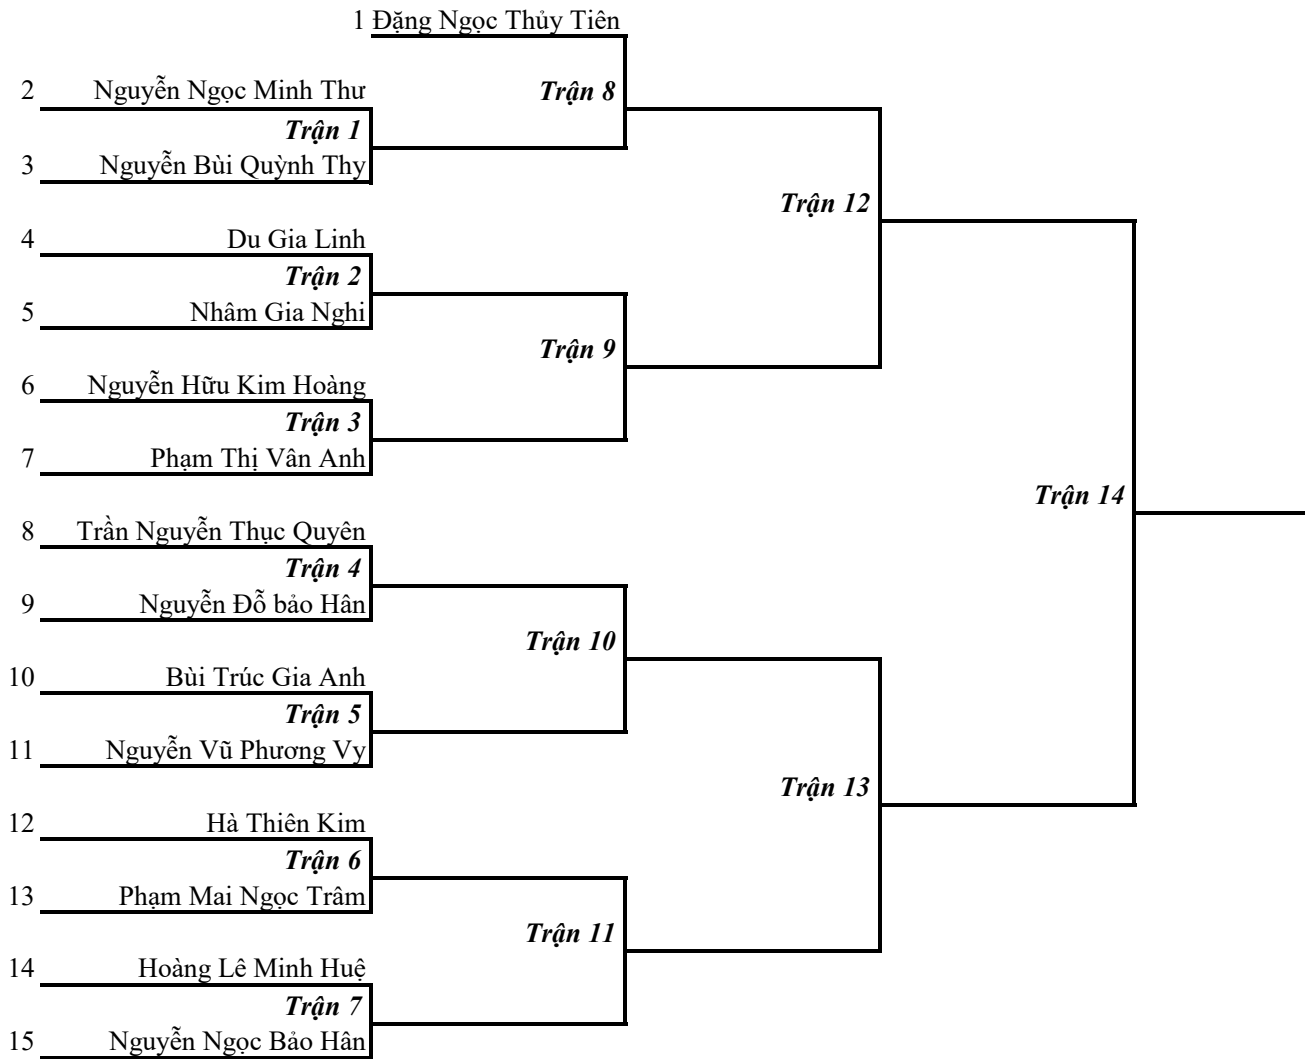 1 Đặng Ngọc Thủy Tiên
2 Nguyễn Ngọc Minh Thư
Trận 8
Trận 1
3 Nguyễn Bùi Quỳnh Thy
Trận 12
4 Du Gia Linh
Trận 2
5 Nhâm Gia Nghi
Trận 9
6 Nguyễn Hữu Kim Hoàng
Trận 3
7 Phạm Thị Vân Anh
Trận 14
8 Trần Nguyễn Thục Quyên
Trận 4
9 Nguyễn Đỗ bảo Hân
Trận 10
10 Bùi Trúc Gia Anh
Trận 5
11 Nguyễn Vũ Phương Vy
Trận 13
12 Hà Thiên Kim
Trận 6
13 Phạm Mai Ngọc Trâm
Trận 11
14 Hoàng Lê Minh Huệ
Trận 7
15 Nguyễn Ngọc Bảo Hân